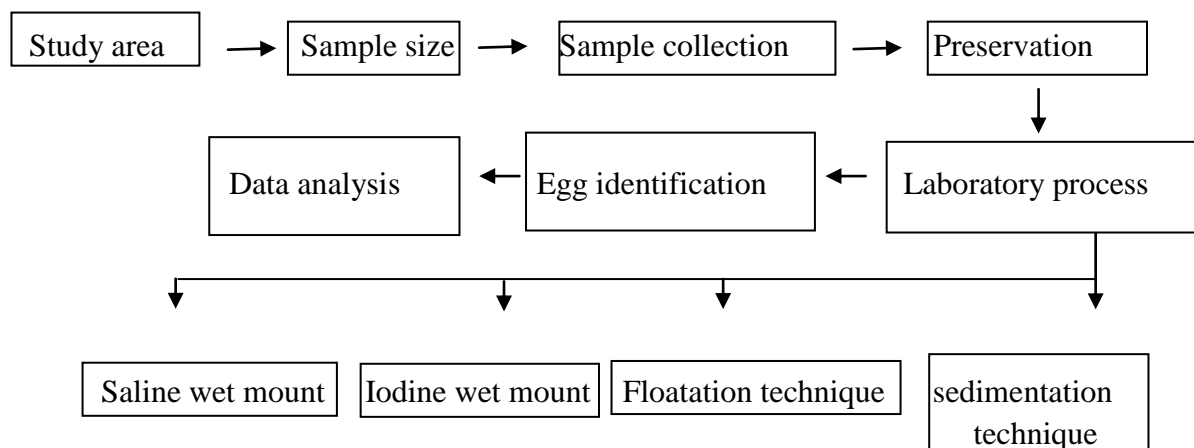 Study area
Sample size
Sample collection
Preservation
Data analysis
Egg identification
Laboratory process
Saline wet mount
Iodine wet mount
Floatation technique
sedimentation
technique